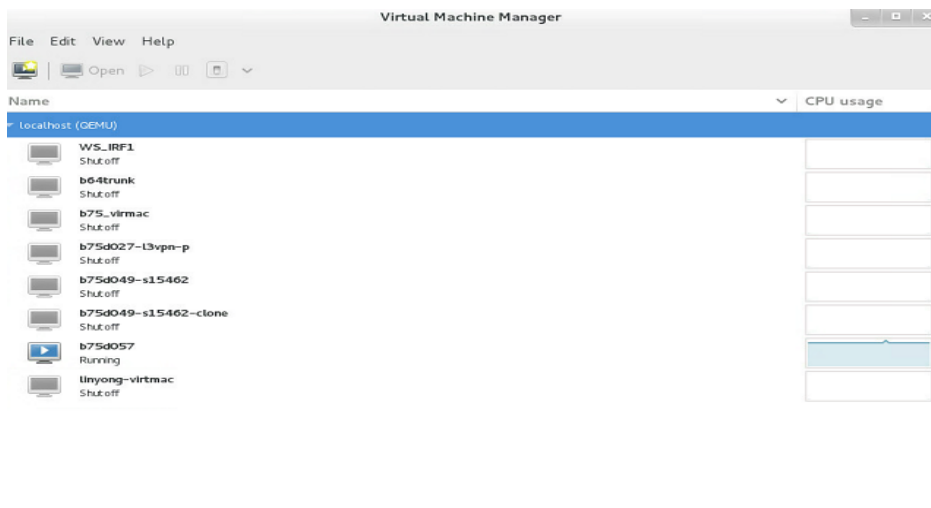 Virtual Machine Manager
File Edit View Help
Open
Name CPU usage
localhost (QEMU)
WS_IRF1
Shutoff
b64trunk
Shutoff
b75_virmac
Shutoff
b75d027-l3vpn-p
Shutoff
b75d049-s15462
Shutoff
b75d049-s15462-clone
Shutoff
b75d057
Running
linyong-virtmac
Shutoff